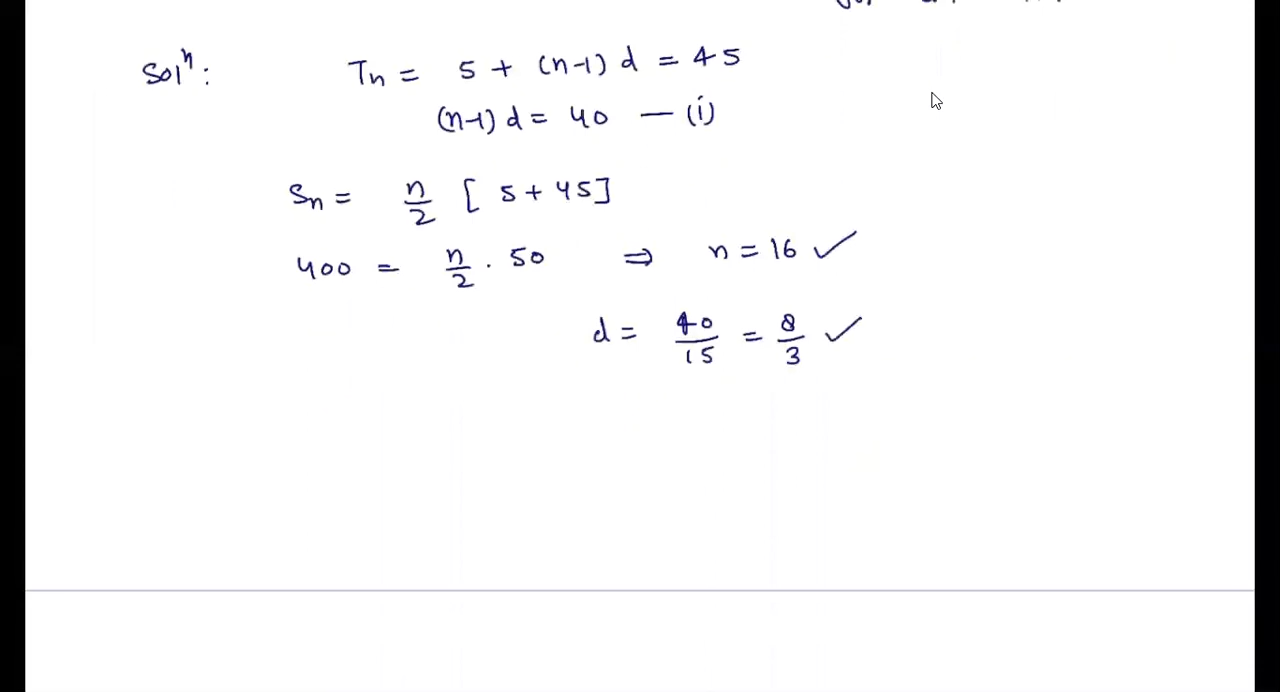 Solⁿ: Tn = 5 + (n-1) d = 45
(n-1) d = 40 — (i)
Sn = n/2 [ 5 + 45]
400 = n/2 . 50 ⇒ n = 16 ✓
d = 40/15 = 8/3 ✓